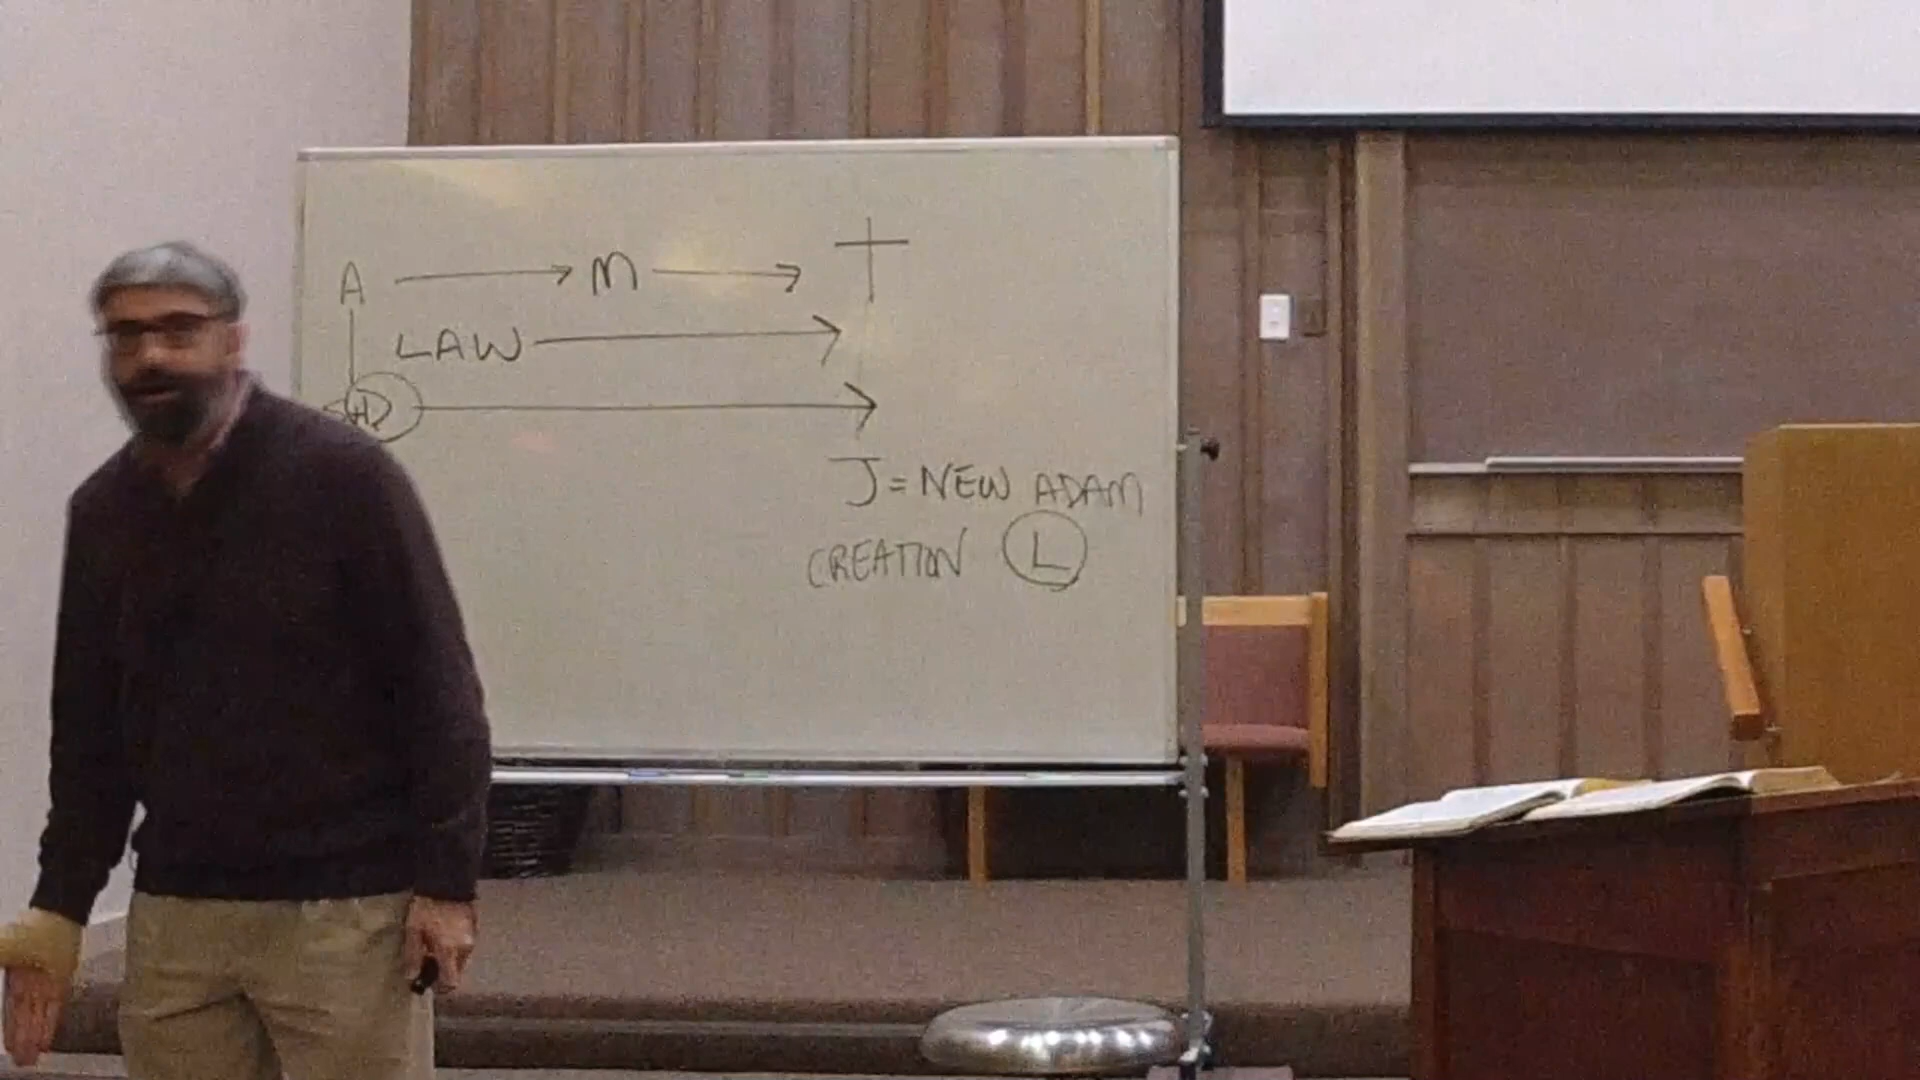 A → M →
LAW →
J = NEW ADAM
CREATION L